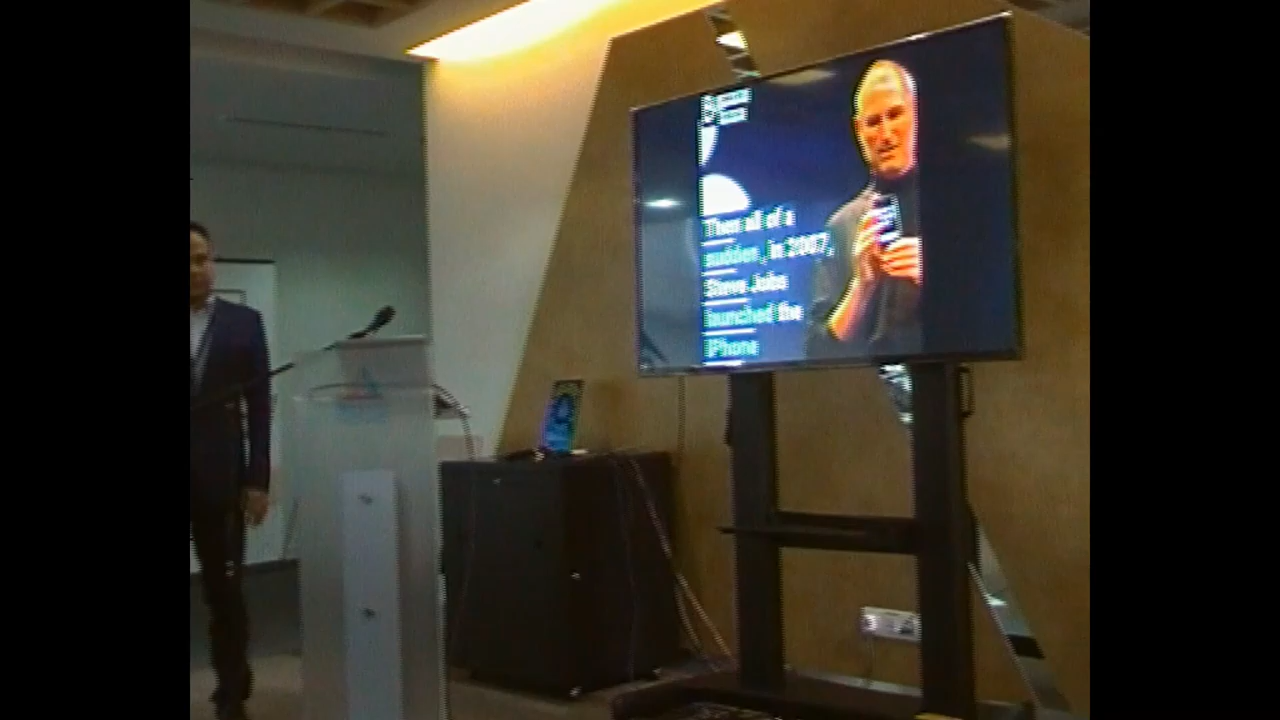 Then all of a
sudden, in 2007,
Steve Jobs
launched the
iPhone